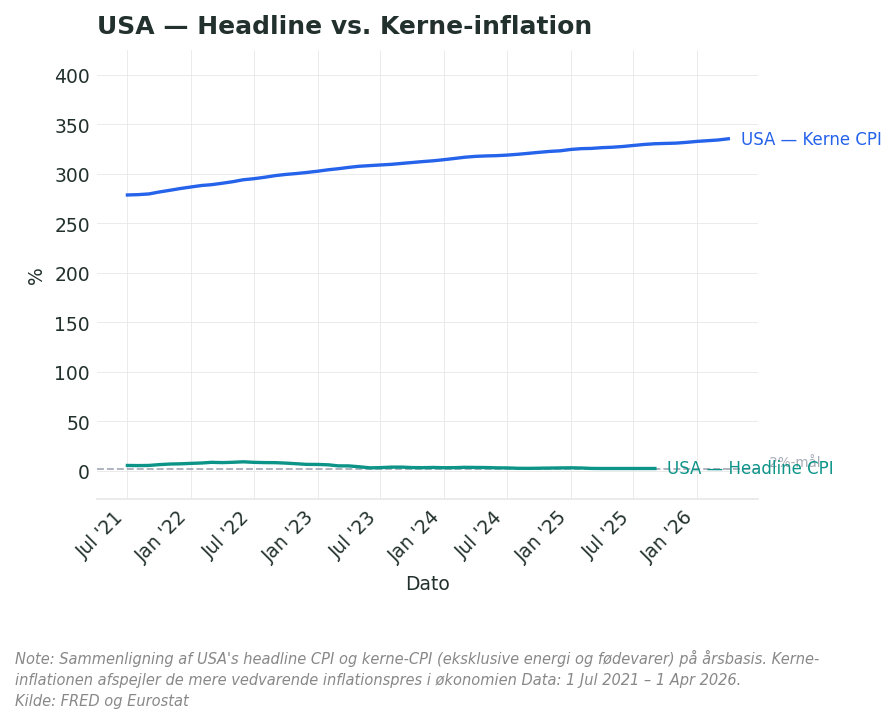 USA — Headline vs. Kerne-inflation
400
350
300
250
200
150
100
50
0
%
USA — Kerne CPI
2%-mål
USA — Headline CPI
Jul '21
Jan '22
Jul '22
Jan '23
Jul '23
Jan '24
Jul '24
Jan '25
Jul '25
Jan '26
Dato
Note: Sammenligning af USA's headline CPI og kerne-CPI (eksklusive energi og fødevarer) på årsbasis. Kerne-
inflationen afspejler de mere vedvarende inflationspres i økonomien Data: 1 Jul 2021 – 1 Apr 2026.
Kilde: FRED og Eurostat